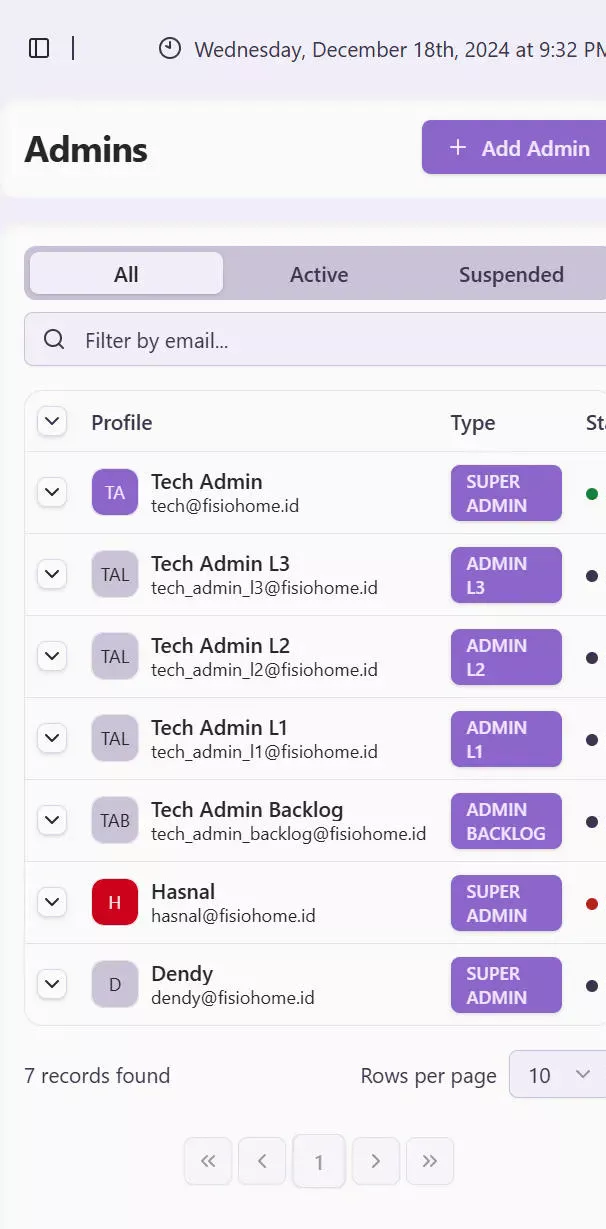 Wednesday, December 18th, 2024 at 9:32 PM
Admins
+ Add Admin
All Active Suspended
Filter by email...
Profile Type
TA Tech Admin SUPER
tech@fisiohome.id ADMIN
TAL Tech Admin L3 ADMIN
tech_admin_l3@fisiohome.id L3
TAL Tech Admin L2 ADMIN
tech_admin_l2@fisiohome.id L2
TAL Tech Admin L1 ADMIN
tech_admin_l1@fisiohome.id L1
TAB Tech Admin Backlog ADMIN
tech_admin_backlog@fisiohome.id BACKLOG
H Hasnal SUPER
hasnal@fisiohome.id ADMIN
D Dendy SUPER
dendy@fisiohome.id ADMIN
7 records found Rows per page 10
1